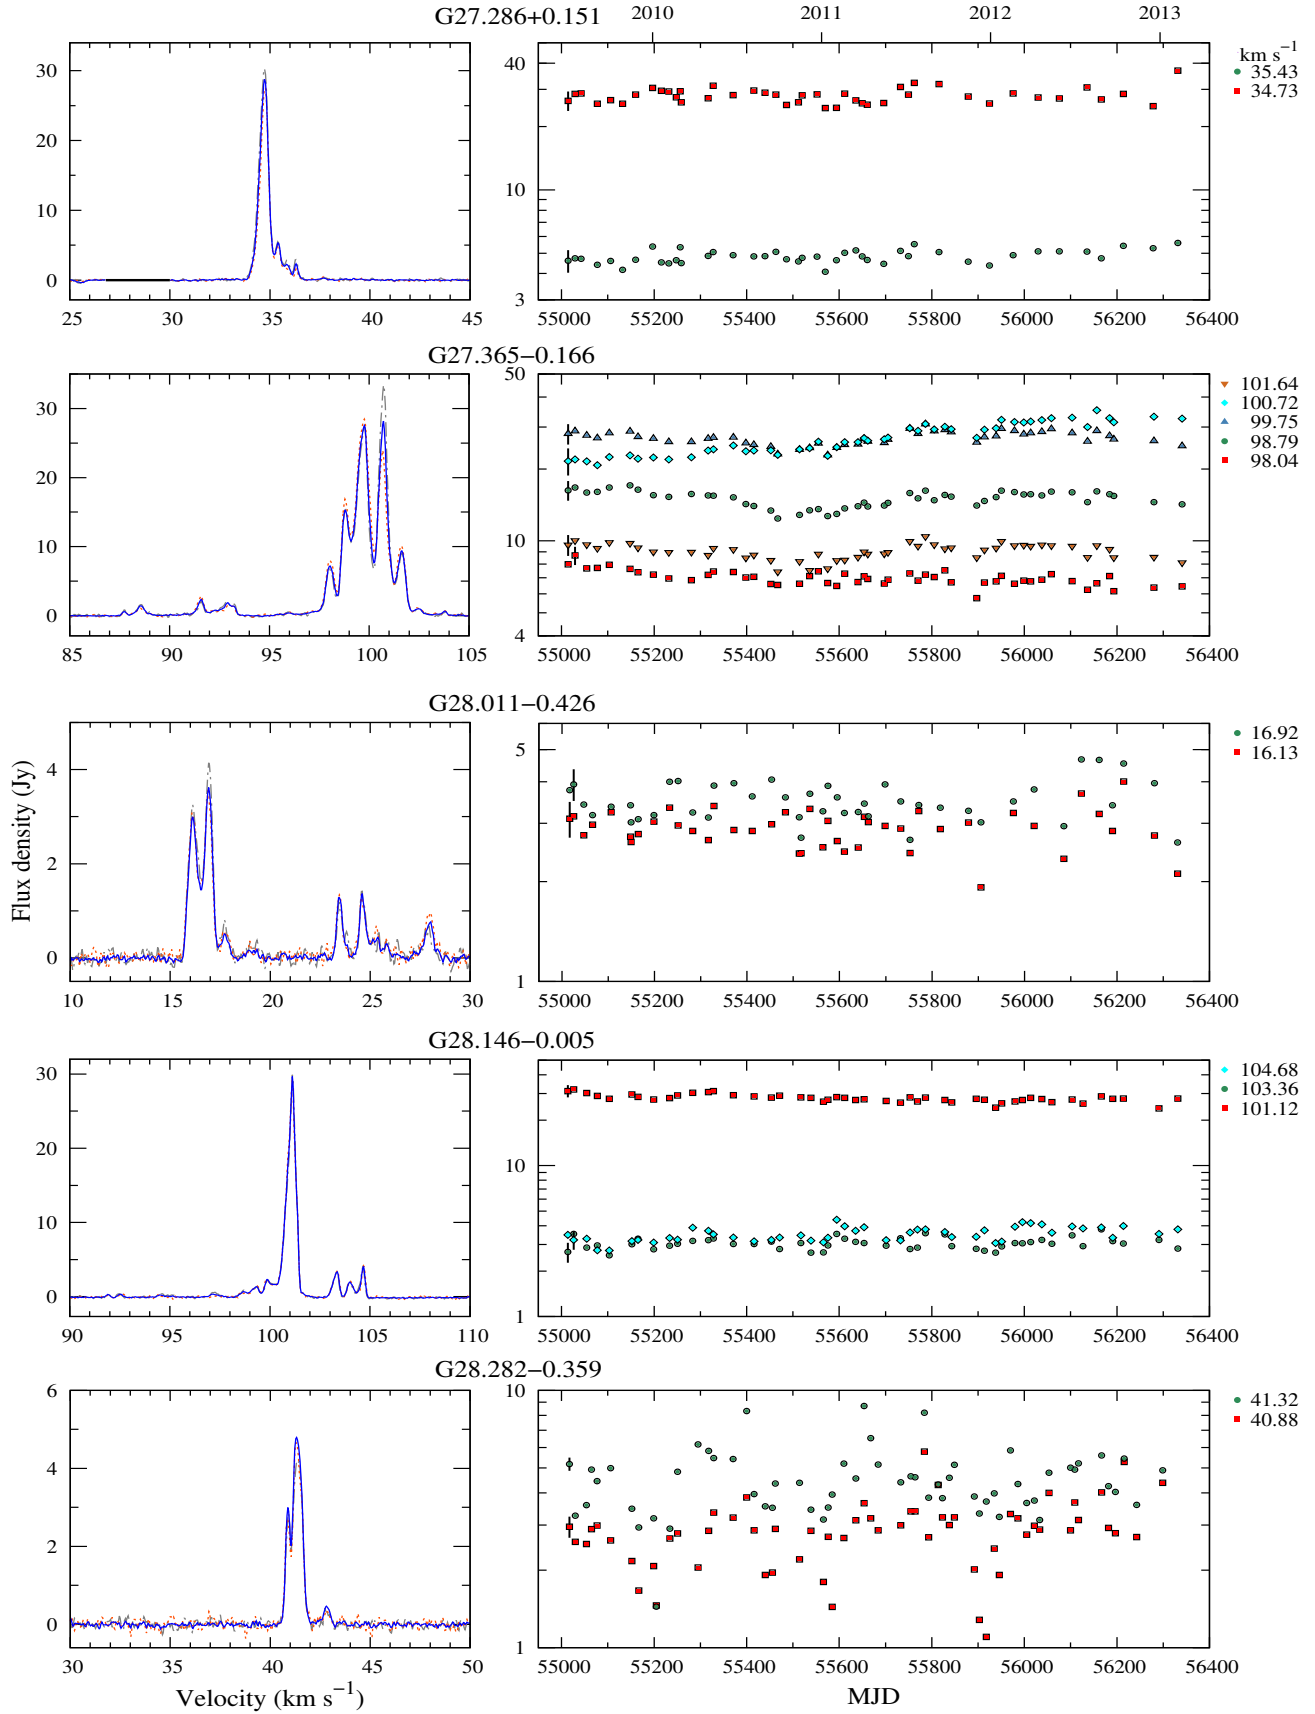 G27.286+0.151
2010 2011 2012 2013
km s⁻¹
35.43
34.73
30
20
10
0
25 30 35 40 45
40
10
3
55000 55200 55400 55600 55800 56000 56200 56400
G27.365−0.166
101.64
100.72
99.75
98.79
98.04
30
20
10
0
85 90 95 100 105
50
10
4
55000 55200 55400 55600 55800 56000 56200 56400
G28.011−0.426
16.92
16.13
Flux density (Jy)
4
2
0
10 15 20 25 30
5
1
55000 55200 55400 55600 55800 56000 56200 56400
G28.146−0.005
104.68
103.36
101.12
30
20
10
0
90 95 100 105 110
10
1
55000 55200 55400 55600 55800 56000 56200 56400
G28.282−0.359
41.32
40.88
6
4
2
0
30 35 40 45 50
10
1
55000 55200 55400 55600 55800 56000 56200 56400
Velocity (km s⁻¹)
MJD